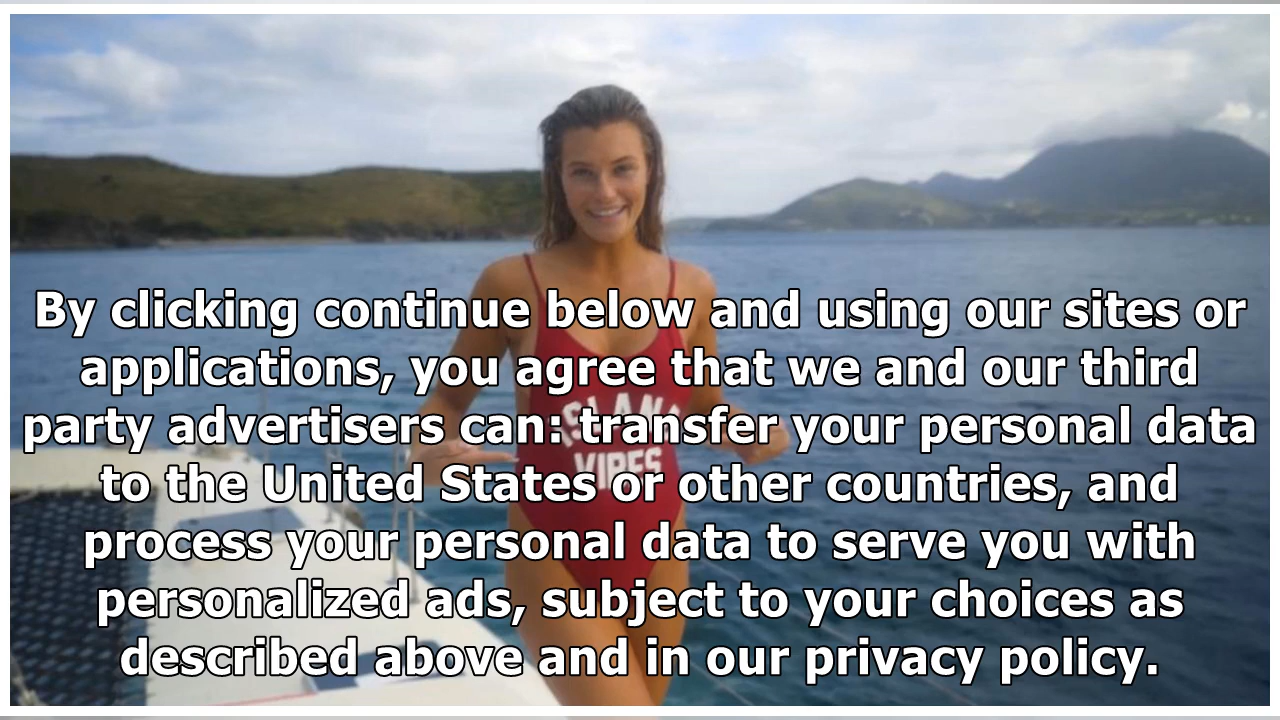 By clicking continue below and using our sites or
applications, you agree that we and our third
party advertisers can: transfer your personal data
to the United States or other countries, and
process your personal data to serve you with
personalized ads, subject to your choices as
described above and in our privacy policy.
ISLAND
VIBES